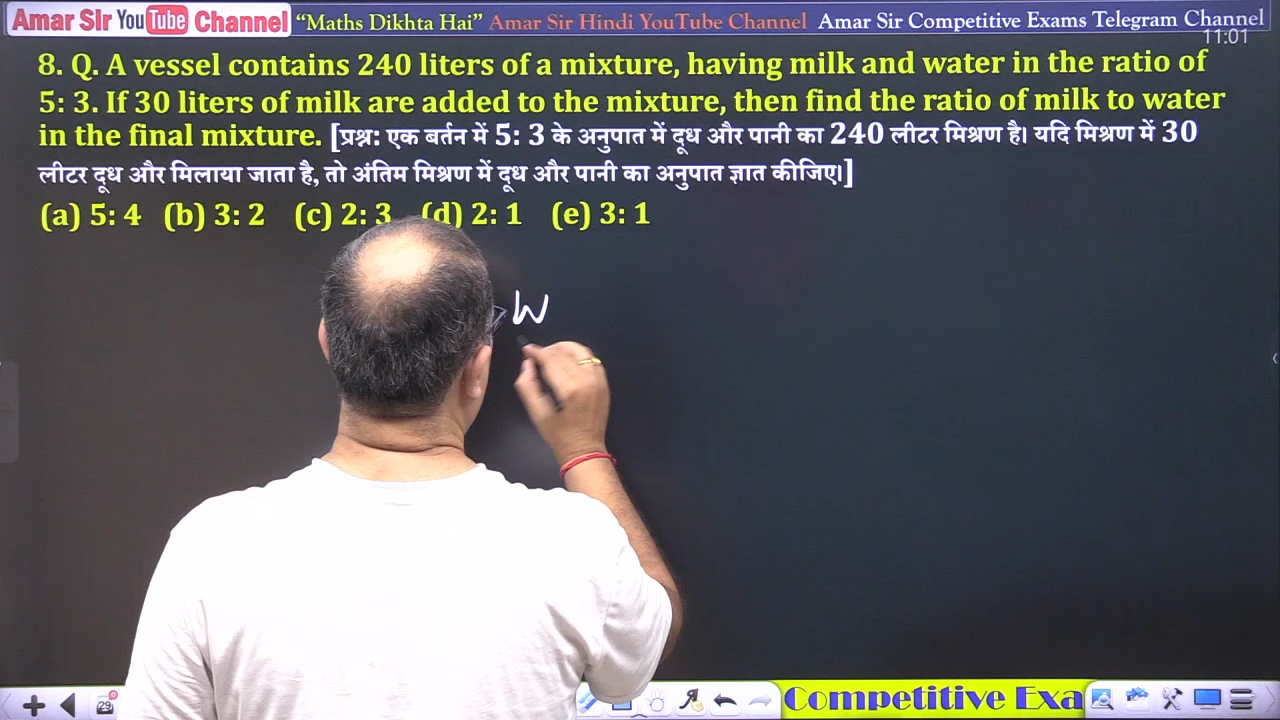 Amar SIr YouTube Channel "Maths Dikhta Hai" Amar Sir Hindi YouTube Channel Amar Sir Competitive Exams Telegram Channel
11:01
8. Q. A vessel contains 240 liters of a mixture, having milk and water in the ratio of
5: 3. If 30 liters of milk are added to the mixture, then find the ratio of milk to water
in the final mixture. [प्रश्न: एक बर्तन में 5: 3 के अनुपात में दूध और पानी का 240 लीटर मिश्रण है। यदि मिश्रण में 30
लीटर दूध और मिलाया जाता है, तो अंतिम मिश्रण में दूध और पानी का अनुपात ज्ञात कीजिए।]
(a) 5: 4 (b) 3: 2 (c) 2: 3 (d) 2: 1 (e) 3: 1
W
29
Competitive Exa